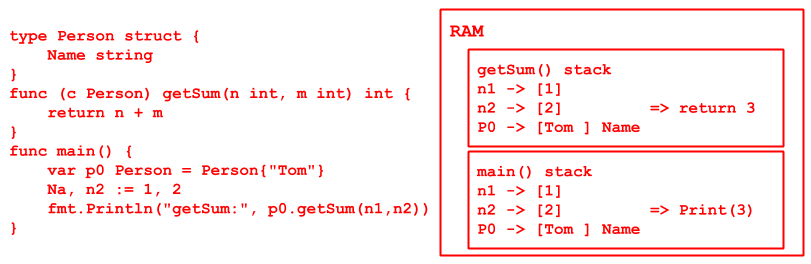 type Person struct {
    Name string
}
func (c Person) getSum(n int, m int) int {
    return n + m
}
func main() {
    var p0 Person = Person{"Tom"}
    Na, n2 := 1, 2
    fmt.Println("getSum:", p0.getSum(n1,n2))
}
RAM
getSum() stack
n1 -> [1]
n2 -> [2]         => return 3
P0 -> [Tom ] Name
main() stack
n1 -> [1]
n2 -> [2]         => Print(3)
P0 -> [Tom ] Name